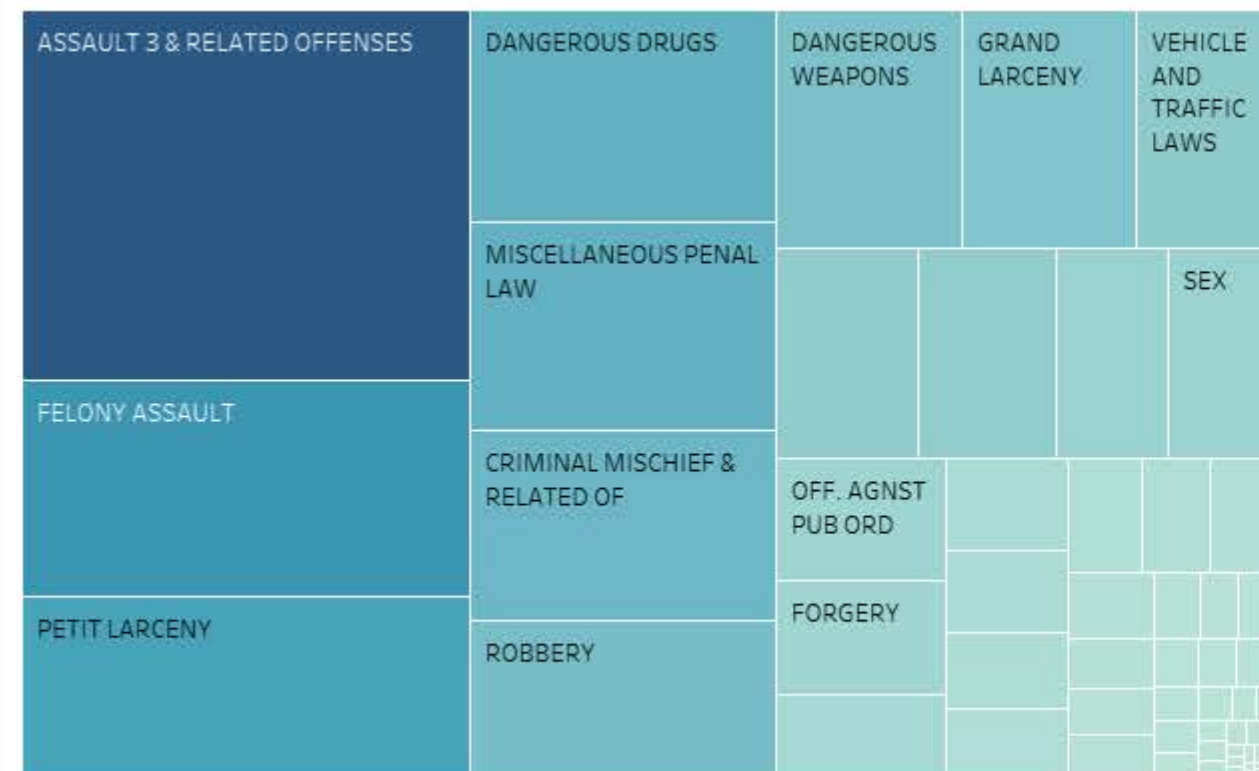 ASSAULT 3 & RELATED OFFENSES
FELONY ASSAULT
PETIT LARCENY
DANGEROUS DRUGS
MISCELLANEOUS PENAL
LAW
CRIMINAL MISCHIEF &
RELATED OF
ROBBERY
DANGEROUS
WEAPONS
GRAND
LARCENY
VEHICLE
AND
TRAFFIC
LAWS
SEX
OFF. AGNST
PUB ORD
FORGERY